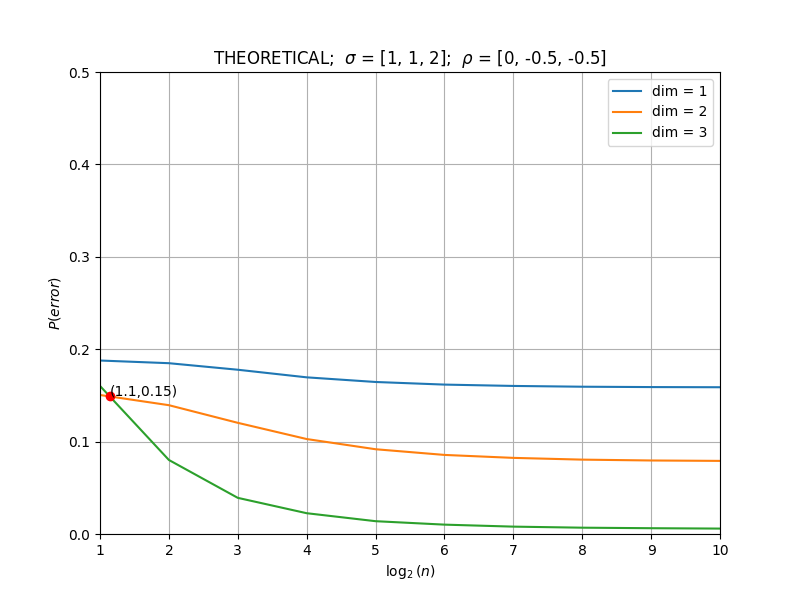 THEORETICAL; σ = [1, 1, 2]; ρ = [0, -0.5, -0.5]
0.5
0.4
0.3
0.2
0.1
0.0
P(error)
dim = 1
dim = 2
dim = 3
(1.1,0.15)
1 2 3 4 5 6 7 8 9 10
log₂(n)